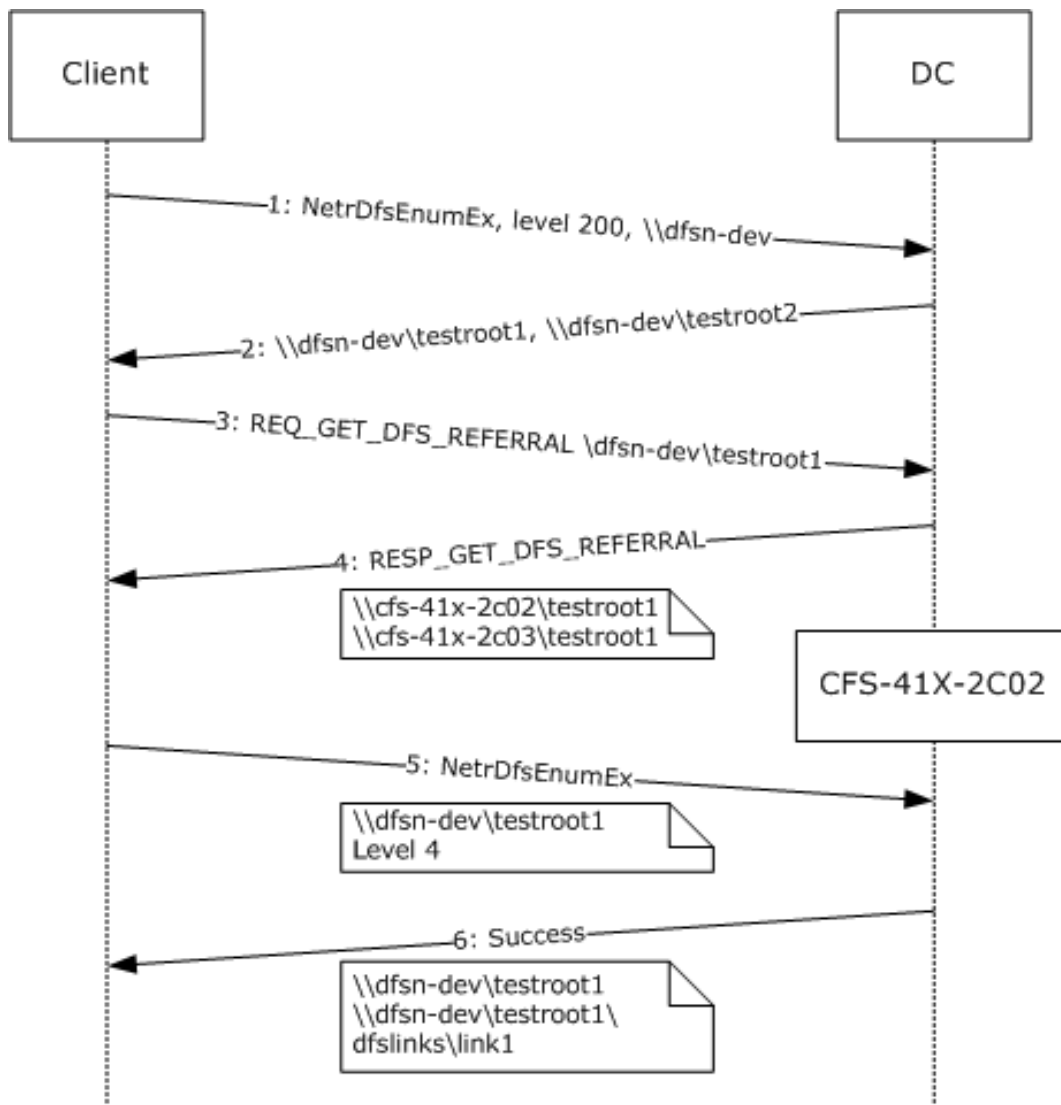 Client
DC
1: NetrDfsEnumEx, level 200, \\dfsn-dev
2: \\dfsn-dev\testroot1, \\dfsn-dev\testroot2
3: REQ_GET_DFS_REFERRAL \dfsn-dev\testroot1
4: RESP_GET_DFS_REFERRAL
\\cfs-41x-2c02\testroot1
\\cfs-41x-2c03\testroot1
CFS-41X-2C02
5: NetrDfsEnumEx
\\dfsn-dev\testroot1
Level 4
6: Success
\\dfsn-dev\testroot1
\\dfsn-dev\testroot1\
dfslinks\link1